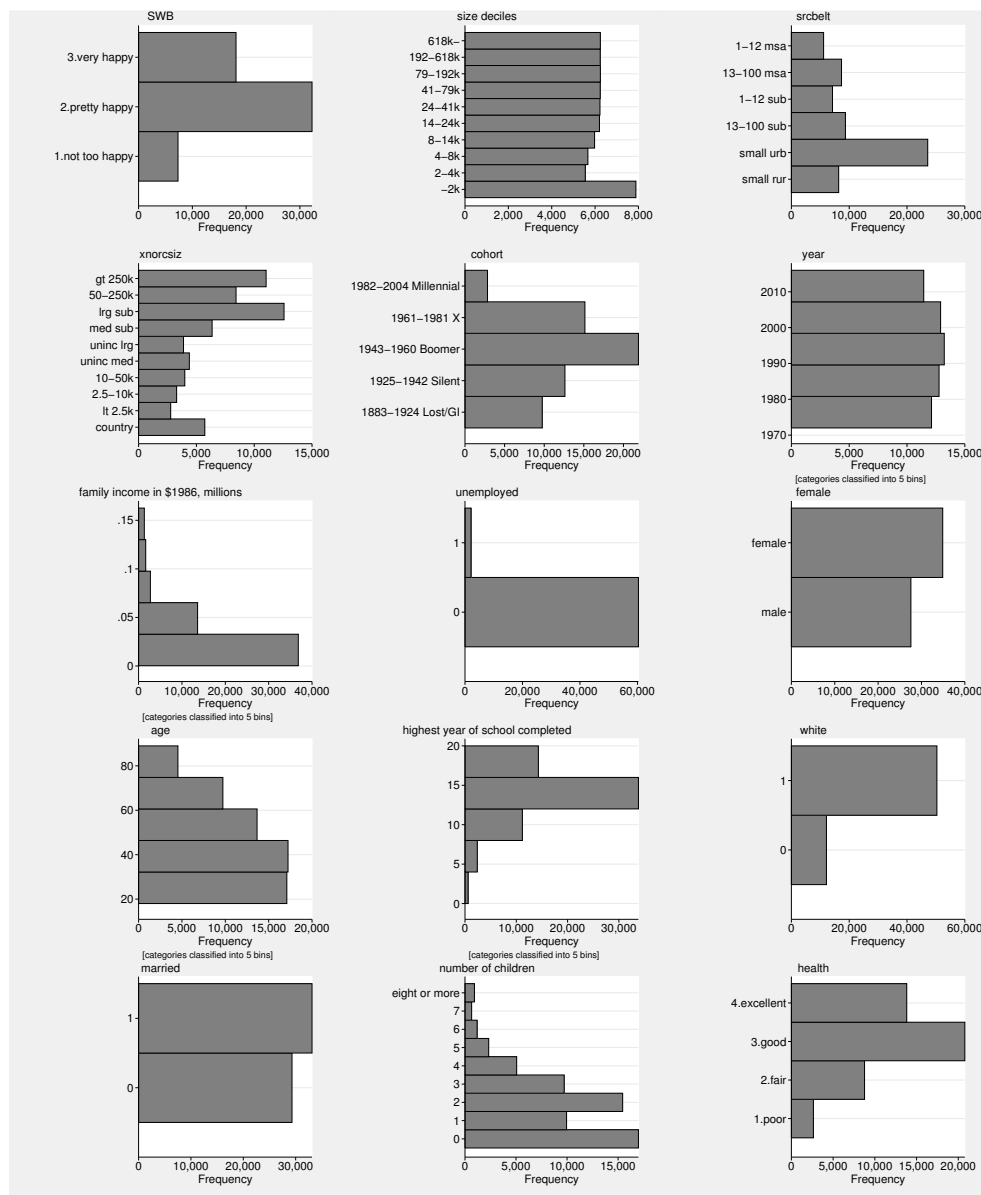 SWB
3.very happy
2.pretty happy
1.not too happy
0 10,000 20,000 30,000
Frequency
size deciles
618k−
192−618k
79−192k
41−79k
24−41k
14−24k
8−14k
4−8k
2−4k
−2k
0 2,000 4,000 6,000 8,000
Frequency
srcbelt
1−12 msa
13−100 msa
1−12 sub
13−100 sub
small urb
small rur
0 10,000 20,000 30,000
Frequency
xnorcsiz
gt 250k
50−250k
lrg sub
med sub
uninc lrg
uninc med
10−50k
2.5−10k
lt 2.5k
country
0 5,000 10,000 15,000
Frequency
cohort
1982−2004 Millennial
1961−1981 X
1943−1960 Boomer
1925−1942 Silent
1883−1924 Lost/GI
0 5,000 10,000 15,000 20,000
Frequency
year
2010
2000
1990
1980
1970
0 5,000 10,000 15,000
Frequency
[categories classified into 5 bins]
family income in $1986, millions
.15
.1
.05
0
0 10,000 20,000 30,000 40,000
Frequency
[categories classified into 5 bins]
unemployed
1
0
0 20,000 40,000 60,000
Frequency
female
female
male
0 10,000 20,000 30,000 40,000
Frequency
age
80
60
40
20
0 5,000 10,000 15,000 20,000
Frequency
[categories classified into 5 bins]
highest year of school completed
20
15
10
5
0
0 10,000 20,000 30,000
Frequency
[categories classified into 5 bins]
white
1
0
0 20,000 40,000 60,000
Frequency
married
1
0
0 10,000 20,000 30,000
Frequency
number of children
eight or more
7
6
5
4
3
2
1
0
0 5,000 10,000 15,000
Frequency
health
4.excellent
3.good
2.fair
1.poor
0 5,000 10,000 15,000 20,000
Frequency